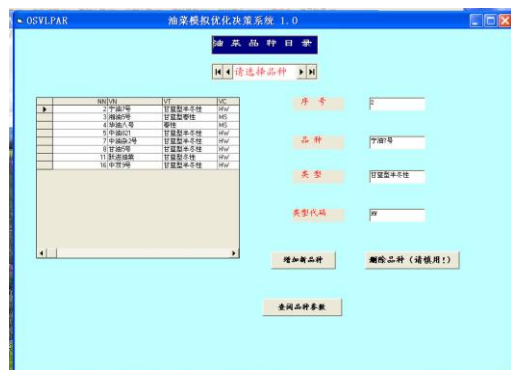 OSVLPAR 油菜模拟优化决策系统 1.0
油 菜 品 种 目 录
请选择品种
NN VN VT VC
2 宁油7号 甘蓝型半冬性 HW
3 湘油5号 甘蓝型春性 MS
4 华油八号 春性 MS
5 中油821 甘蓝型半冬性 HW
7 中油杂2号 甘蓝型半冬性 HW
8 甘油5号 甘蓝型半冬性 HW
11 跃进油菜 甘蓝型冬性 HW
16 中双9号 甘蓝型半冬性 HW
序 号 2
品 种 宁油7号
类 型 甘蓝型半冬性
类型代码 HW
增加新品种 删除品种（请慎用!）
查阅品种参数